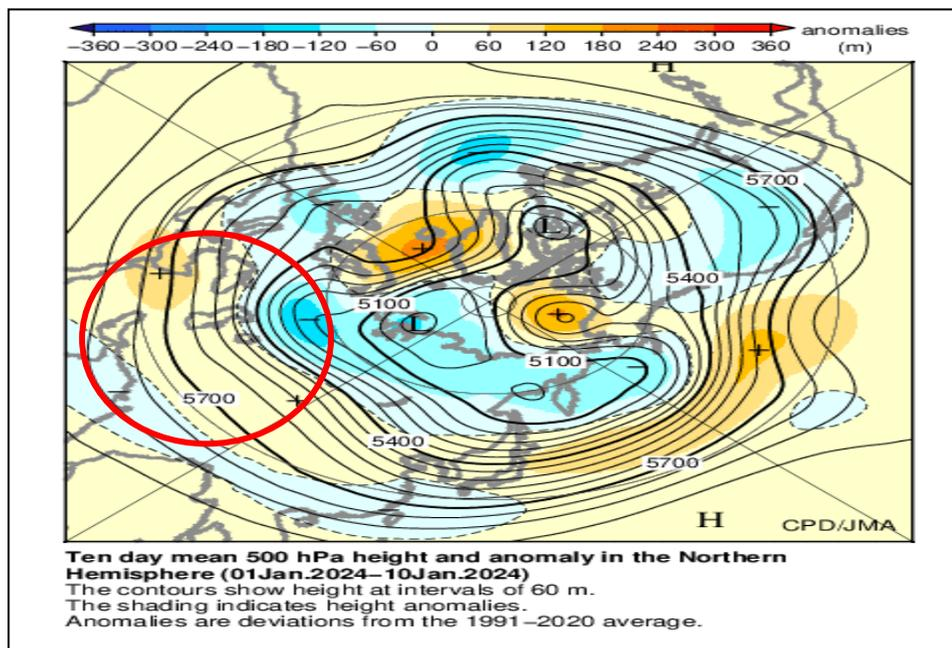 -360 -300 -240 -180 -120 -60 0 60 120 180 240 300 360 anomalies
(m)
H
5700
5400
5100
L
L
5100
5700
5400
5700
H
CPD/JMA
Ten day mean 500 hPa height and anomaly in the Northern
Hemisphere (01Jan.2024-10Jan.2024)
The contours show height at intervals of 60 m.
The shading indicates height anomalies.
Anomalies are deviations from the 1991-2020 average.